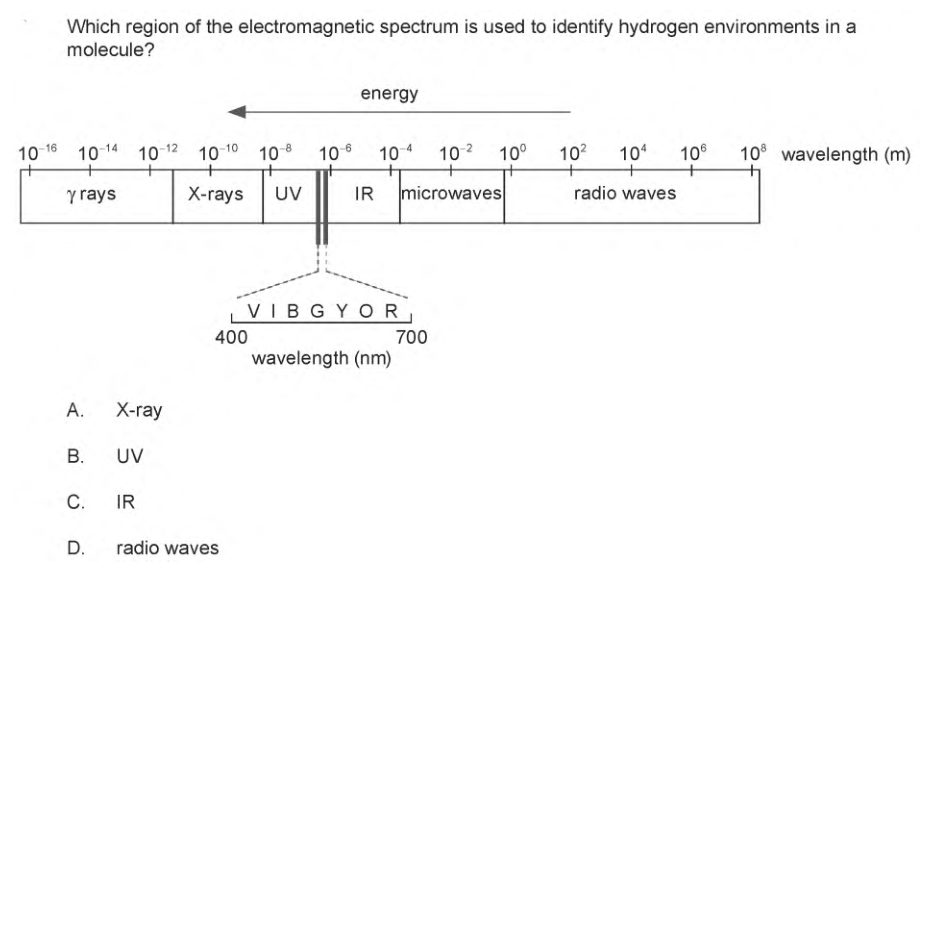 Which region of the electromagnetic spectrum is used to identify hydrogen environments in a
molecule?
energy
10⁻¹⁶ 10⁻¹⁴ 10⁻¹² 10⁻¹⁰ 10⁻⁸ 10⁻⁶ 10⁻⁴ 10⁻² 10⁰ 10² 10⁴ 10⁶ 10⁸ wavelength (m)
γ rays X-rays UV IR microwaves radio waves
V I B G Y O R
400 700
wavelength (nm)
A. X-ray
B. UV
C. IR
D. radio waves